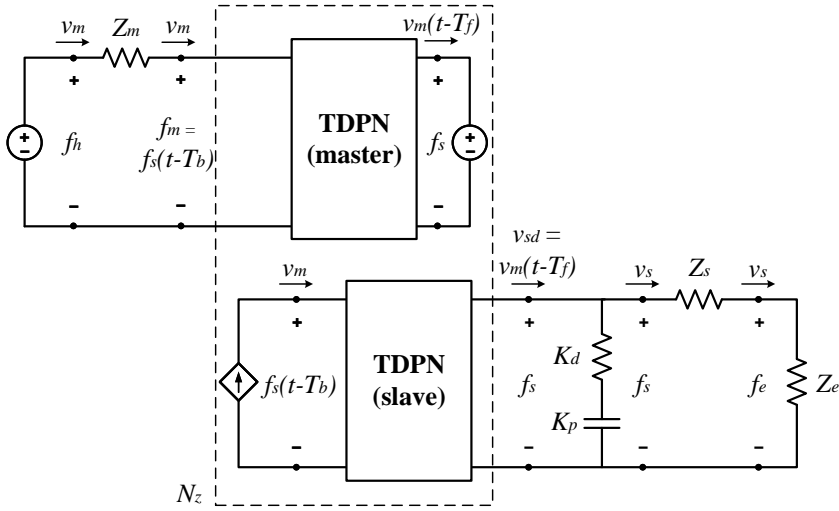 vm Zm vm vm(t-Tf)
+ + +
fh fm =
fs(t-Tb)
TDPN
(master)
fs
− − −
vm
vsd =
vm(t-Tf)
vs Zs vs
+ + + +
fs(t-Tb)
TDPN
(slave)
fs
Kd
Kp
fs fe Ze
− − − −
Nz